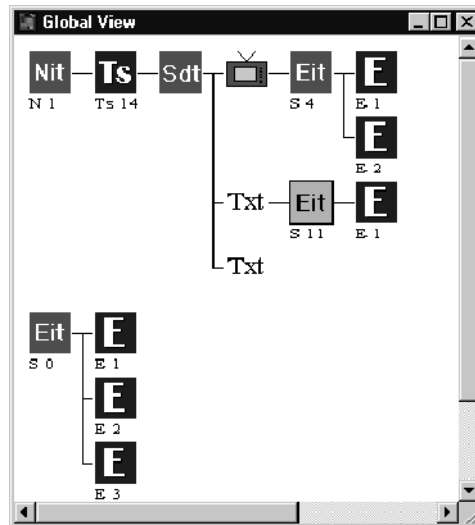 Global View
Nit Ts Sdt Eit E
N 1 Ts 14 S 4 E 1
E
E 2
Txt Eit E
S 11 E 1
Txt
Eit E
S 0 E 1
E
E 2
E
E 3